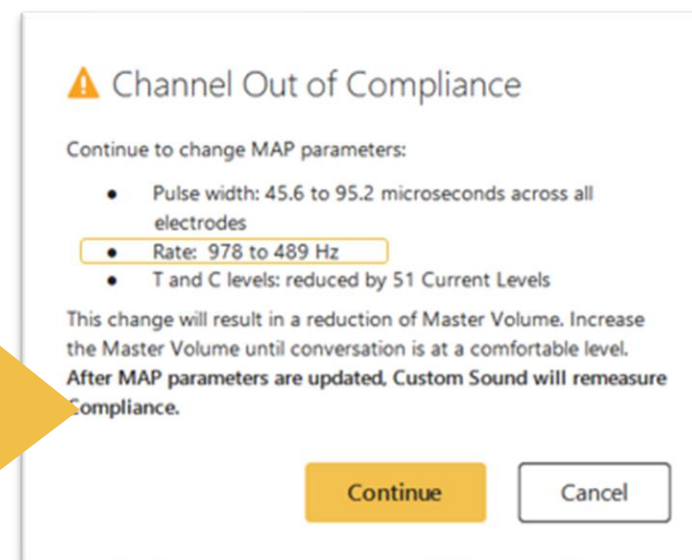 Channel Out of Compliance
Continue to change MAP parameters:
● Pulse width: 45.6 to 95.2 microseconds across all
electrodes
● Rate: 978 to 489 Hz
● T and C levels: reduced by 51 Current Levels
This change will result in a reduction of Master Volume. Increase
the Master Volume until conversation is at a comfortable level.
After MAP parameters are updated, Custom Sound will remeasure
Compliance.
Continue
Cancel